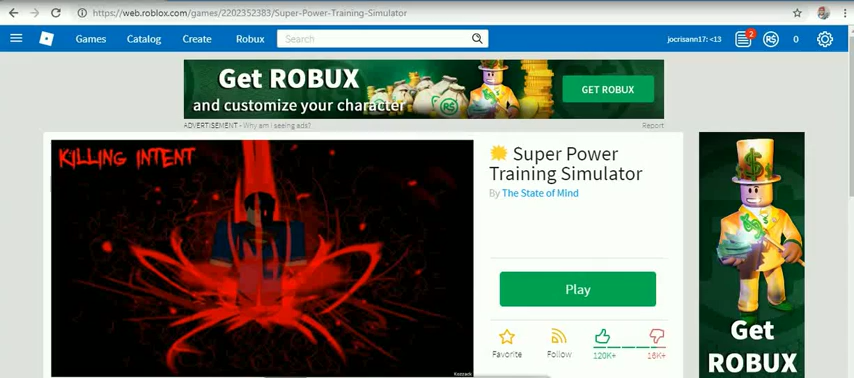 https://web.roblox.com/games/2202352383/Super-Power-Training-Simulator
Games
Catalog
Create
Robux
Search
jocrisann17: <13
2
R$
0
Get ROBUX
and customize your character
GET ROBUX
ADVERTISEMENT - Why am I seeing ads?
Report
KILLING INTENT
Super Power
Training Simulator
By The State of Mind
Play
Favorite
Follow
120K+
16K+
Kozzack
Get
ROBUX